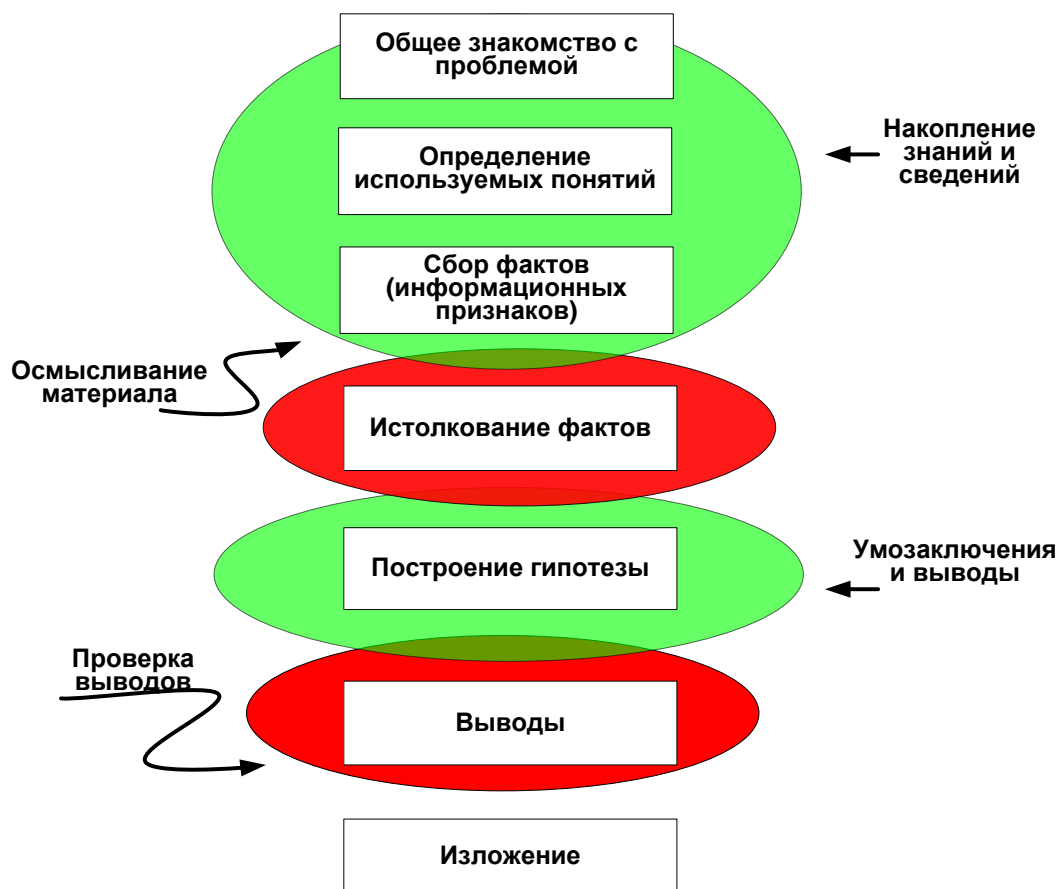 Общее знакомство с
проблемой
Накопление
знаний и
сведений
Определение
используемых понятий
Сбор фактов
(информационных
признаков)
Осмысливание
материала
Истолкование фактов
Построение гипотезы
Умозаключения
и выводы
Проверка
выводов
Выводы
Изложение